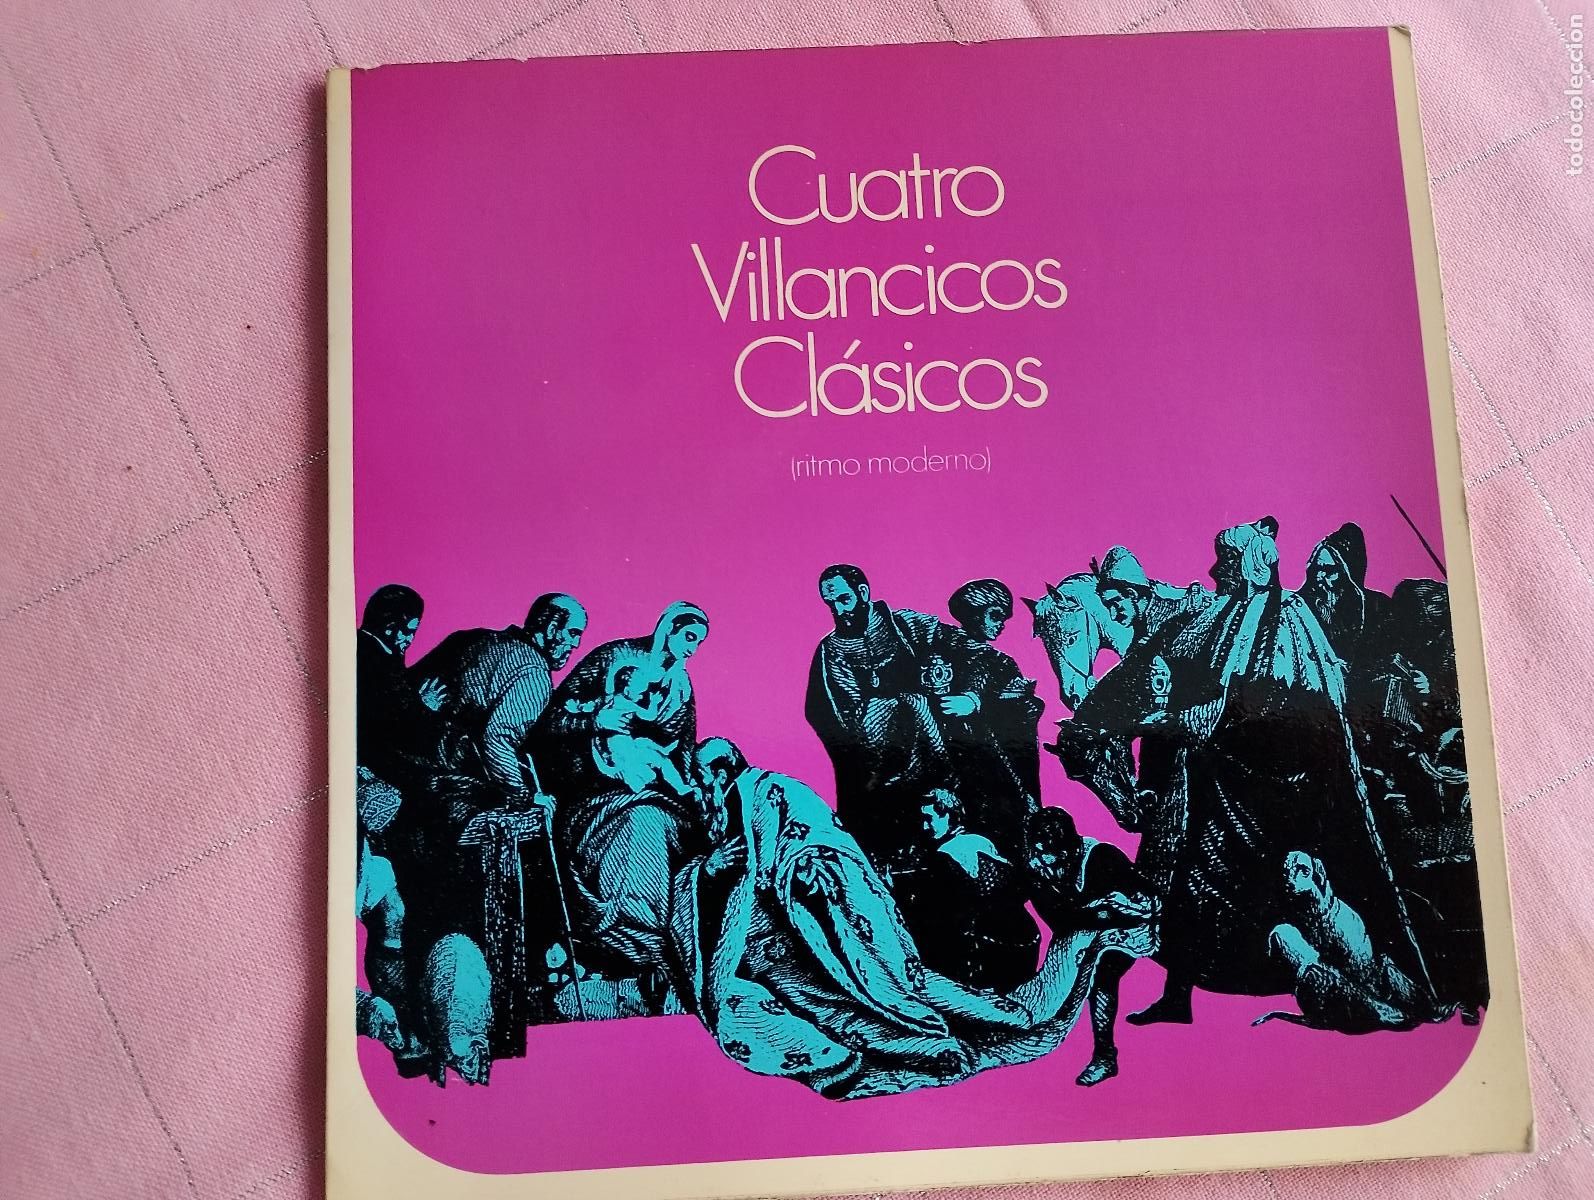 Cuatro
Villancicos
Clásicos
(ritmo moderno)
todocoleccion